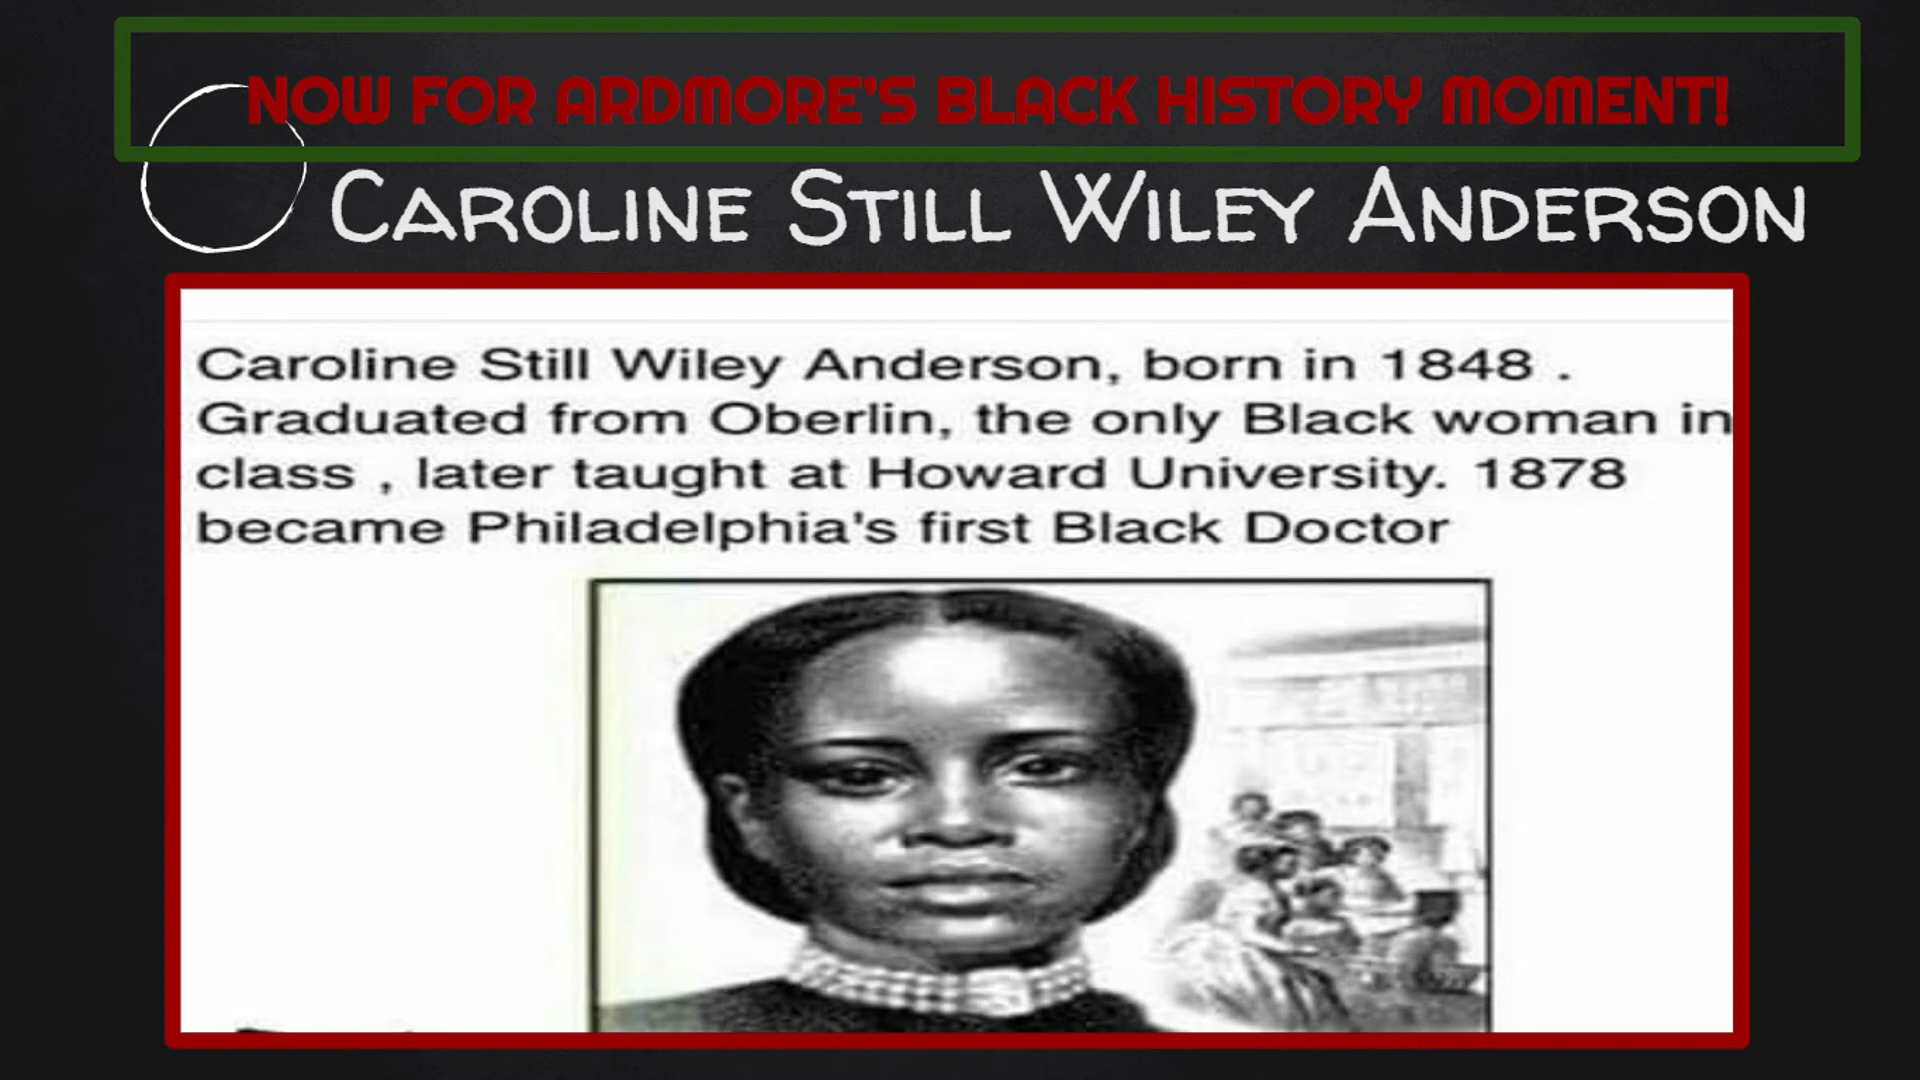 NOW FOR ARDMORE'S BLACK HISTORY MOMENT!
CAROLINE STILL WILEY ANDERSON
Caroline Still Wiley Anderson, born in 1848 .
Graduated from Oberlin, the only Black woman in
class , later taught at Howard University. 1878
became Philadelphia's first Black Doctor